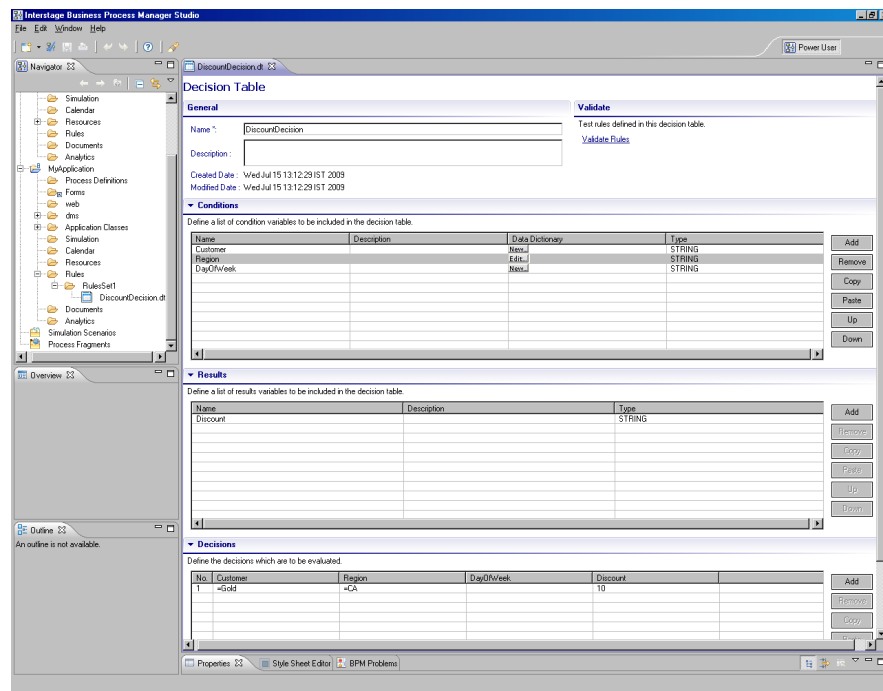 Interstage Business Process Manager Studio
File Edit Window Help
Power User
Navigator
Simulation
Calendar
Resources
Rules
Documents
Analytics
MyApplication
Process Definitions
Forms
web
dms
Application Classes
Simulation
Calendar
Resources
Rules
RulesSet1
DiscountDecision.dt
Documents
Analytics
Simulation Scenarios
Process Fragments
Overview
Outline
An outline is not available.
DiscountDecision.dt
Decision Table
General
Name *: DiscountDecision
Description :
Created Date : Wed Jul 15 13:12:29 IST 2009
Modified Date : Wed Jul 15 13:12:29 IST 2009
Validate
Test rules defined in this decision table.
Validate Rules
Conditions
Define a list of condition variables to be included in the decision table.
Name Description Data Dictionary Type
Customer New... STRING
Region Edit... STRING
DayOfWeek New... STRING
Add
Remove
Copy
Paste
Up
Down
Results
Define a list of results variables to be included in the decision table.
Name Description Type
Discount STRING
Add
Remove
Copy
Paste
Up
Down
Decisions
Define the decisions which are to be evaluated.
No. Customer Region DayOfWeek Discount
1 =Gold =CA 10
Add
Remove
Copy
Properties Style Sheet Editor BPM Problems